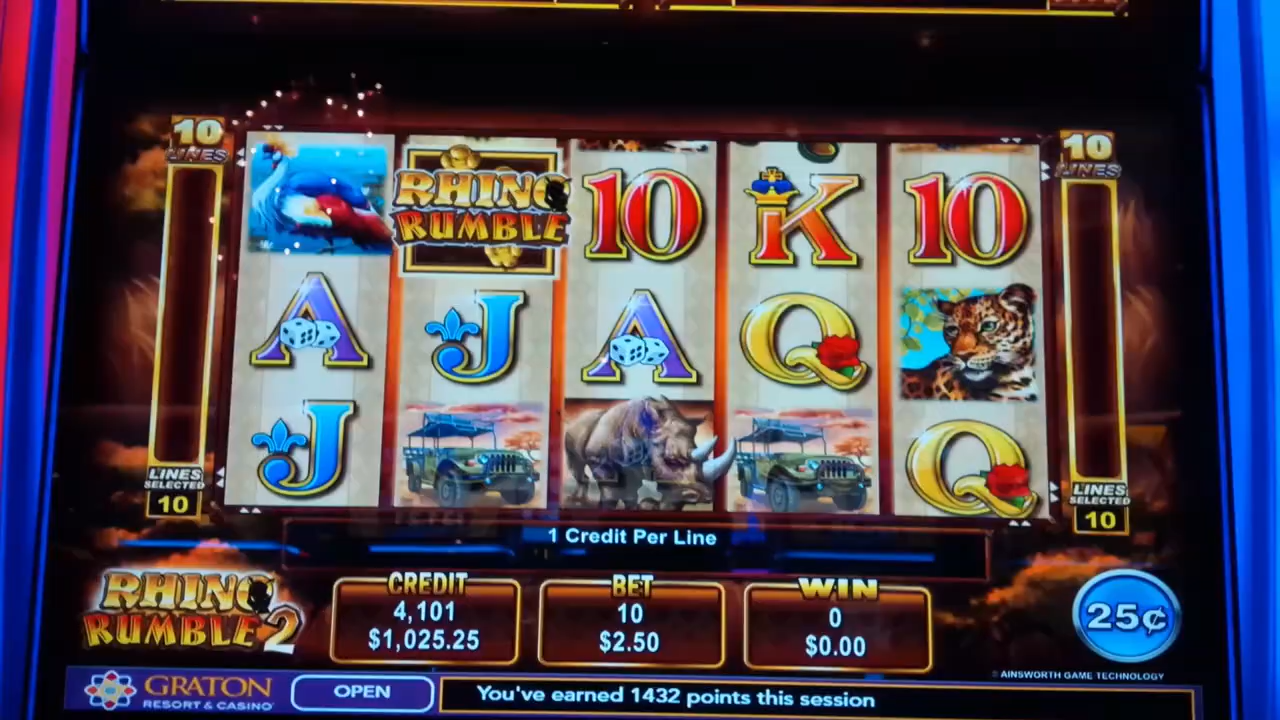 10
LINES
10
LINES
RHINO
RUMBLE
10
K
10
A
J
A
Q
J
Q
LINES
SELECTED
10
LINES
SELECTED
10
1 Credit Per Line
RHINO
RUMBLE 2
CREDIT
4,101
$1,025.25
BET
10
$2.50
WIN
0
$0.00
25¢
© AINSWORTH GAME TECHNOLOGY
GRATON
RESORT & CASINO
OPEN
You've earned 1432 points this session